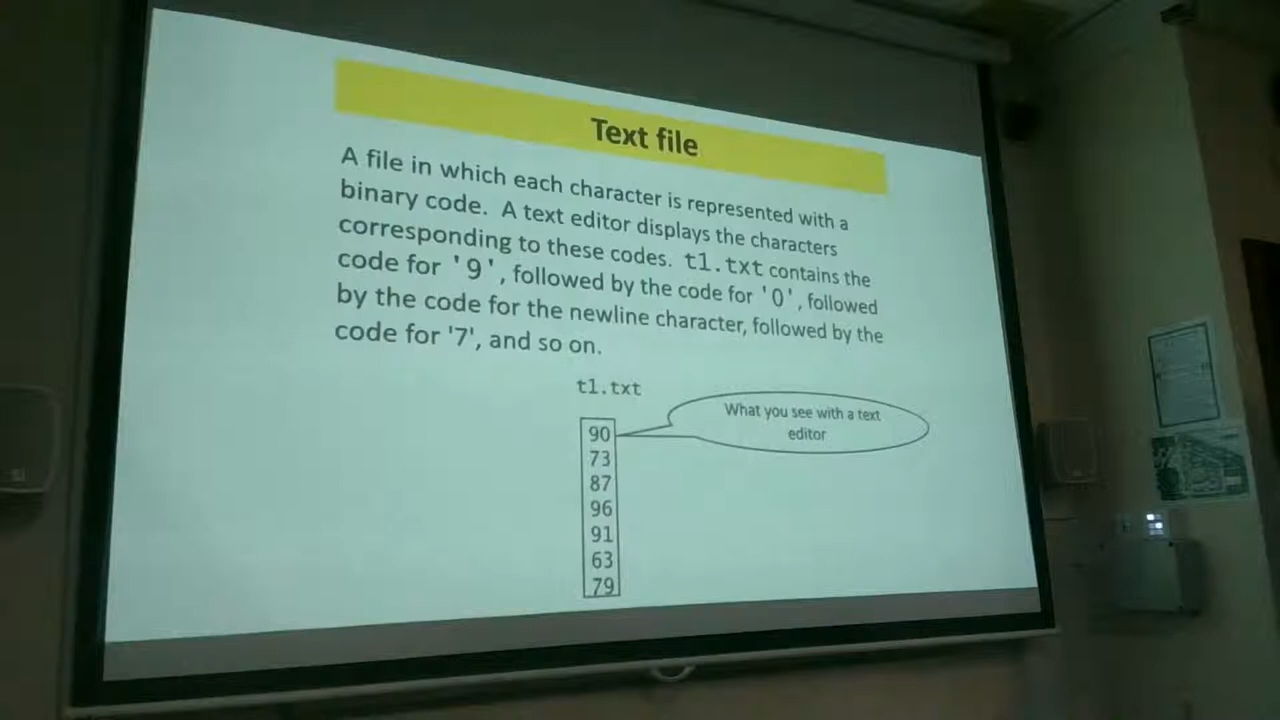 Text file
A file in which each character is represented with a
binary code. A text editor displays the characters
corresponding to these codes. t1.txt contains the
code for '9', followed by the code for '0', followed
by the code for the newline character, followed by the
code for '7', and so on.
t1.txt
What you see with a text
editor
90
73
87
96
91
63
79